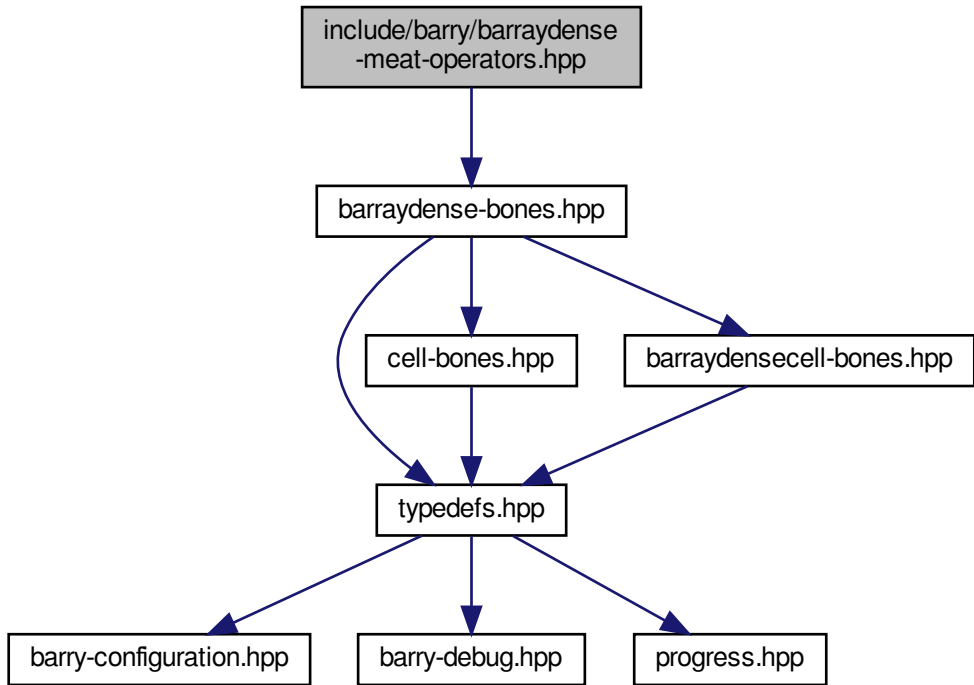 include/barry/barraydense
-meat-operators.hpp
barraydense-bones.hpp
cell-bones.hpp
barraydensecell-bones.hpp
typedefs.hpp
barry-configuration.hpp
barry-debug.hpp
progress.hpp